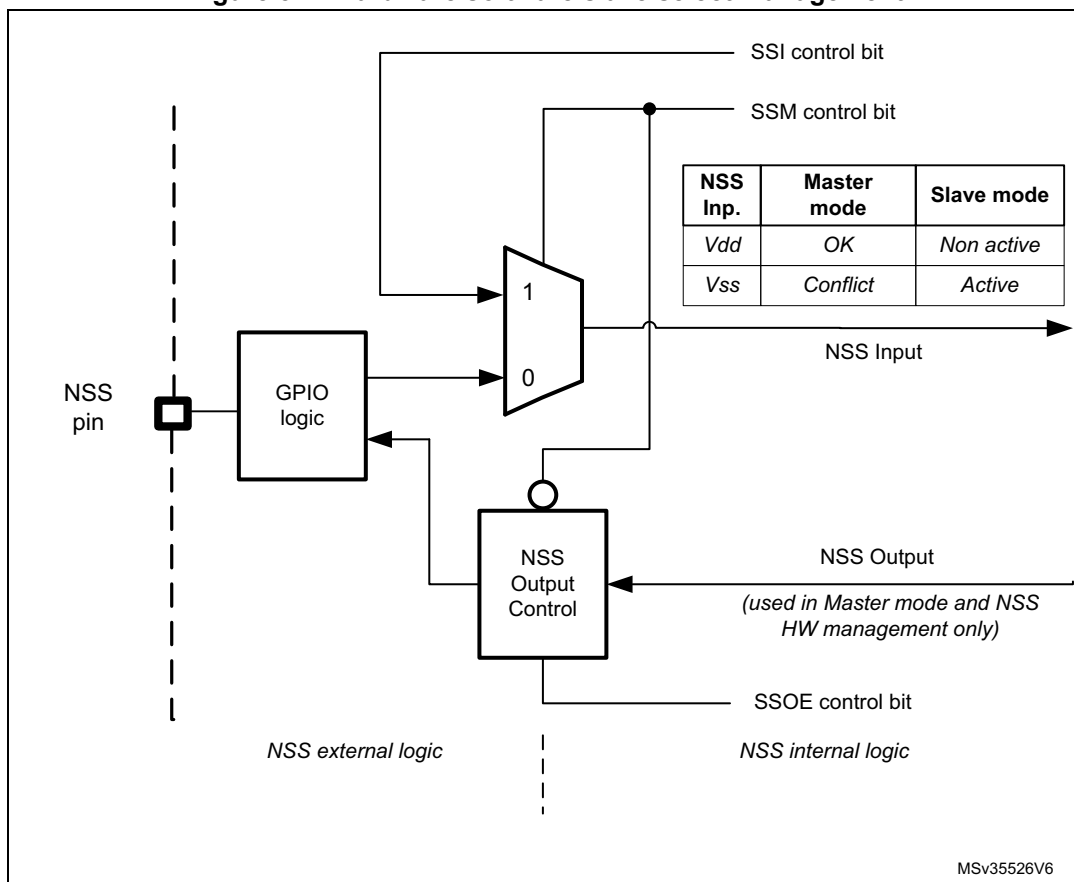 SSI control bit
SSM control bit
NSS Inp. Master mode Slave mode
Vdd OK Non active
Vss Conflict Active
1
NSS Input
0
NSS
pin
GPIO
logic
NSS
Output
Control
NSS Output
(used in Master mode and NSS
HW management only)
SSOE control bit
NSS external logic
NSS internal logic
MSv35526V6